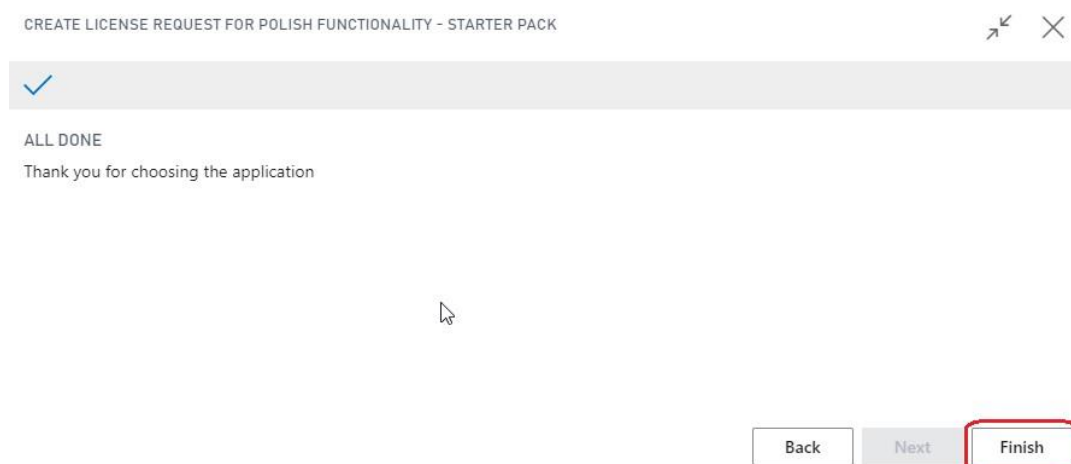 CREATE LICENSE REQUEST FOR POLISH FUNCTIONALITY - STARTER PACK
ALL DONE
Thank you for choosing the application
Back Next Finish